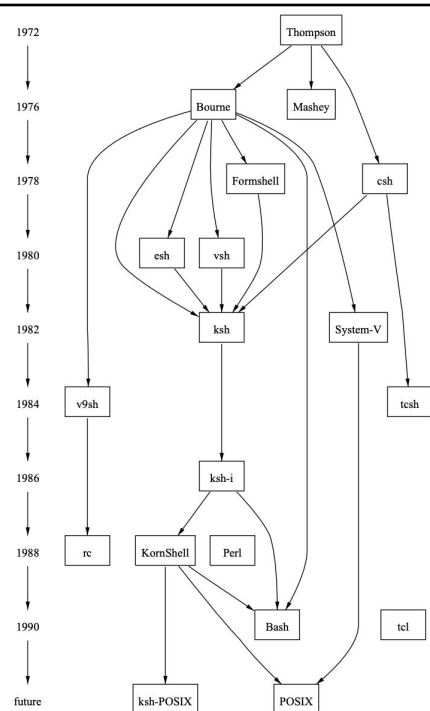 1972 Thompson
1976 Bourne Mashey
1978 Formshell csh
1980 esh vsh
1982 ksh System-V
1984 v9sh tcsh
1986 ksh-i
1988 rc KornShell Perl
1990 Bash tcl
future ksh-POSIX POSIX